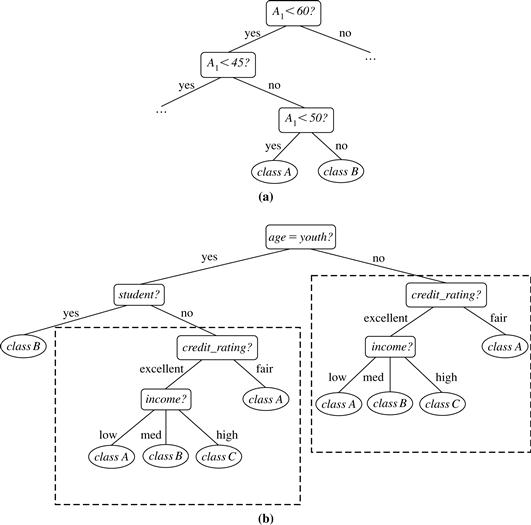 A1 < 60?
yes no
A1 < 45? ...
yes no
... A1 < 50?
yes no
class A class B
(a)
age = youth?
yes no
student? credit_rating?
yes no excellent fair
class B credit_rating? income? class A
excellent fair low med high
income? class A class A class B class C
low med high
class A class B class C
(b)